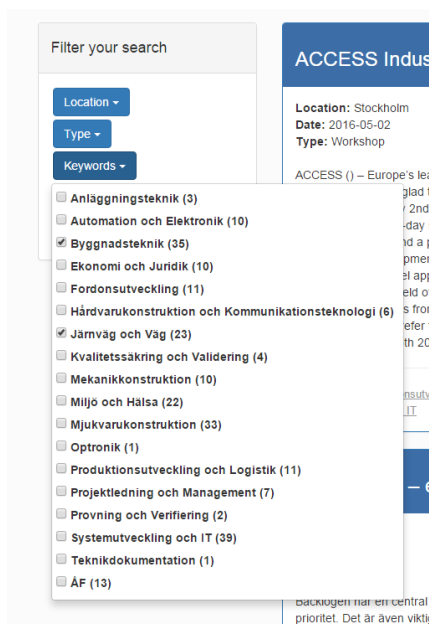 Filter your search
Location
Type
Keywords
Anläggningsteknik (3)
Automation och Elektronik (10)
Byggnadsteknik (35)
Ekonomi och Juridik (10)
Fordonsutveckling (11)
Hårdvarukonstruktion och Kommunikationsteknologi (6)
Järnväg och Väg (23)
Kvalitetssäkring och Validering (4)
Mekanikkonstruktion (10)
Miljö och Hälsa (22)
Mjukvarukonstruktion (33)
Optronik (1)
Produktionsutveckling och Logistik (11)
Projektledning och Management (7)
Provning och Verifiering (2)
Systemutveckling och IT (39)
Teknikdokumentation (1)
ÅF (13)
ACCESS Indus
Location: Stockholm
Date: 2016-05-02
Type: Workshop
ACCESS () – Europe's lea
glad t
2nd
-day
nd a p
pmen
el app
eld o
s fron
efer
th 20
nsutv
IT
– e
Backlogen har en central
prioritet. Det är även vikti